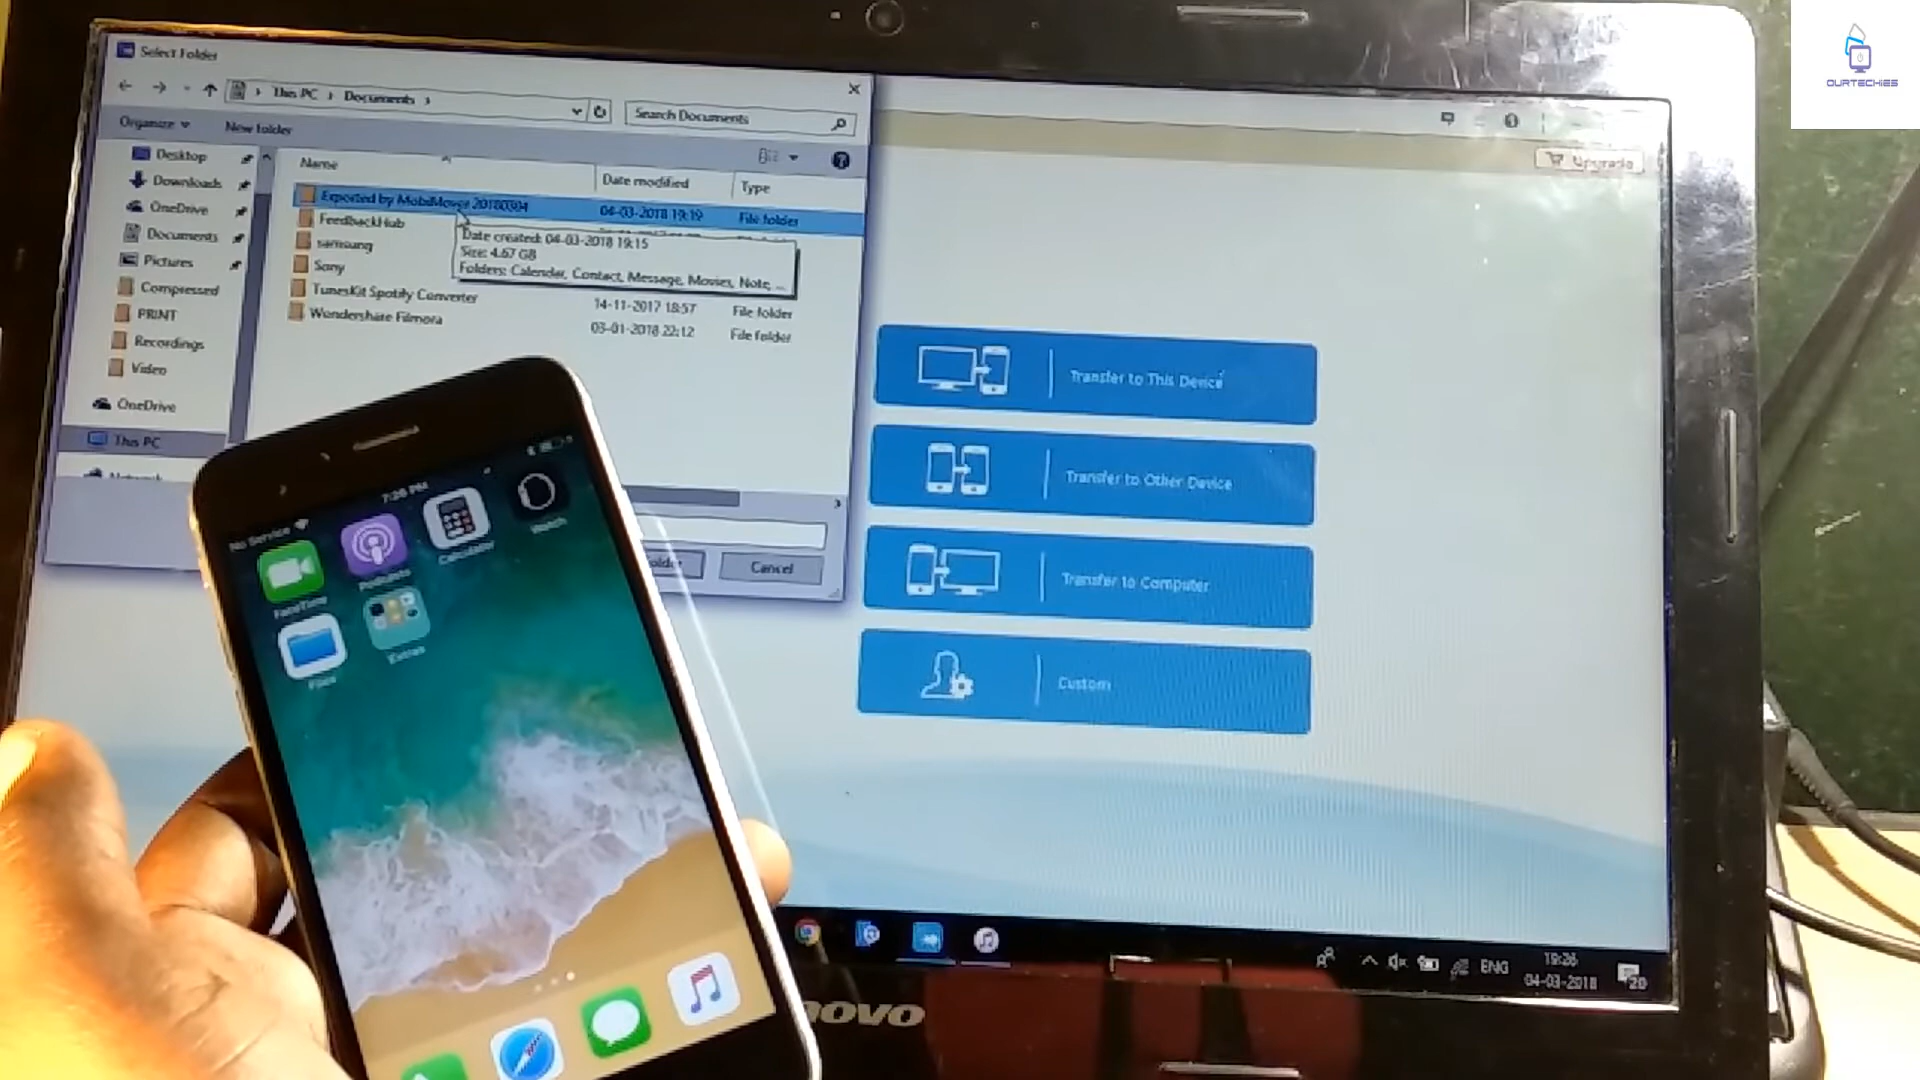 OURTECHIES
Select Folder
This PC > Documents >
Search Documents
Organize
New folder
Desktop
Downloads
OneDrive
Documents
Pictures
Compressed
PRINT
Recordings
Video
OneDrive
This PC
Network
Name
Date modified
Type
Exported by MobiMover 20180304
04-03-2018 19:19
File folder
FeedbackHub
samsung
Sony
TunesKit Spotify Converter
14-11-2017 18:57
File folder
Wondershare Filmora
03-01-2018 22:12
File folder
Date created: 04-03-2018 19:15
Size: 4.67 GB
Folders: Calendar, Contact, Message, Movies, Note, ...
Cancel
Upgrade
Transfer to This Device
Transfer to Other Device
Transfer to Computer
Custom
No Service
7:26 PM
FaceTime
Podcasts
Calculator
Watch
Files
Extras
ENG
19:26
04-03-2018
20
novo